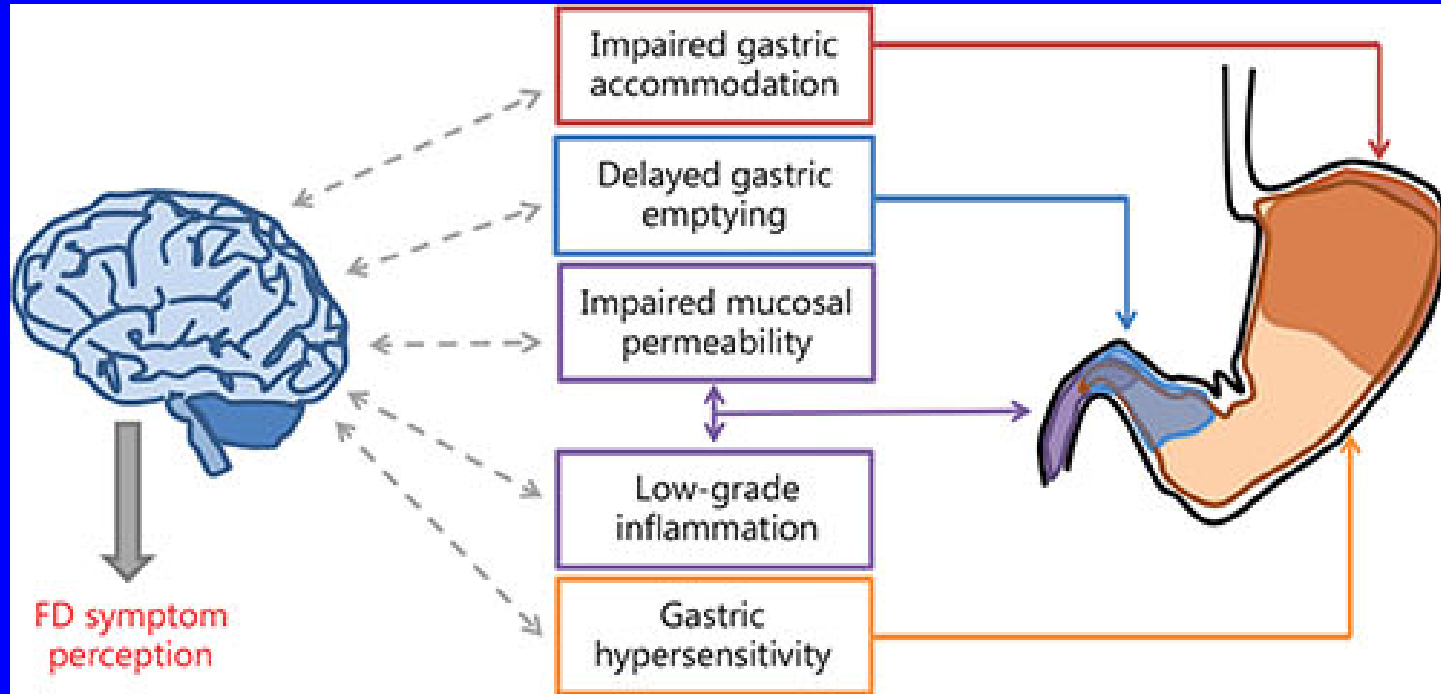 Impaired gastric
accommodation
Delayed gastric
emptying
Impaired mucosal
permeability
Low-grade
inflammation
Gastric
hypersensitivity
FD symptom
perception